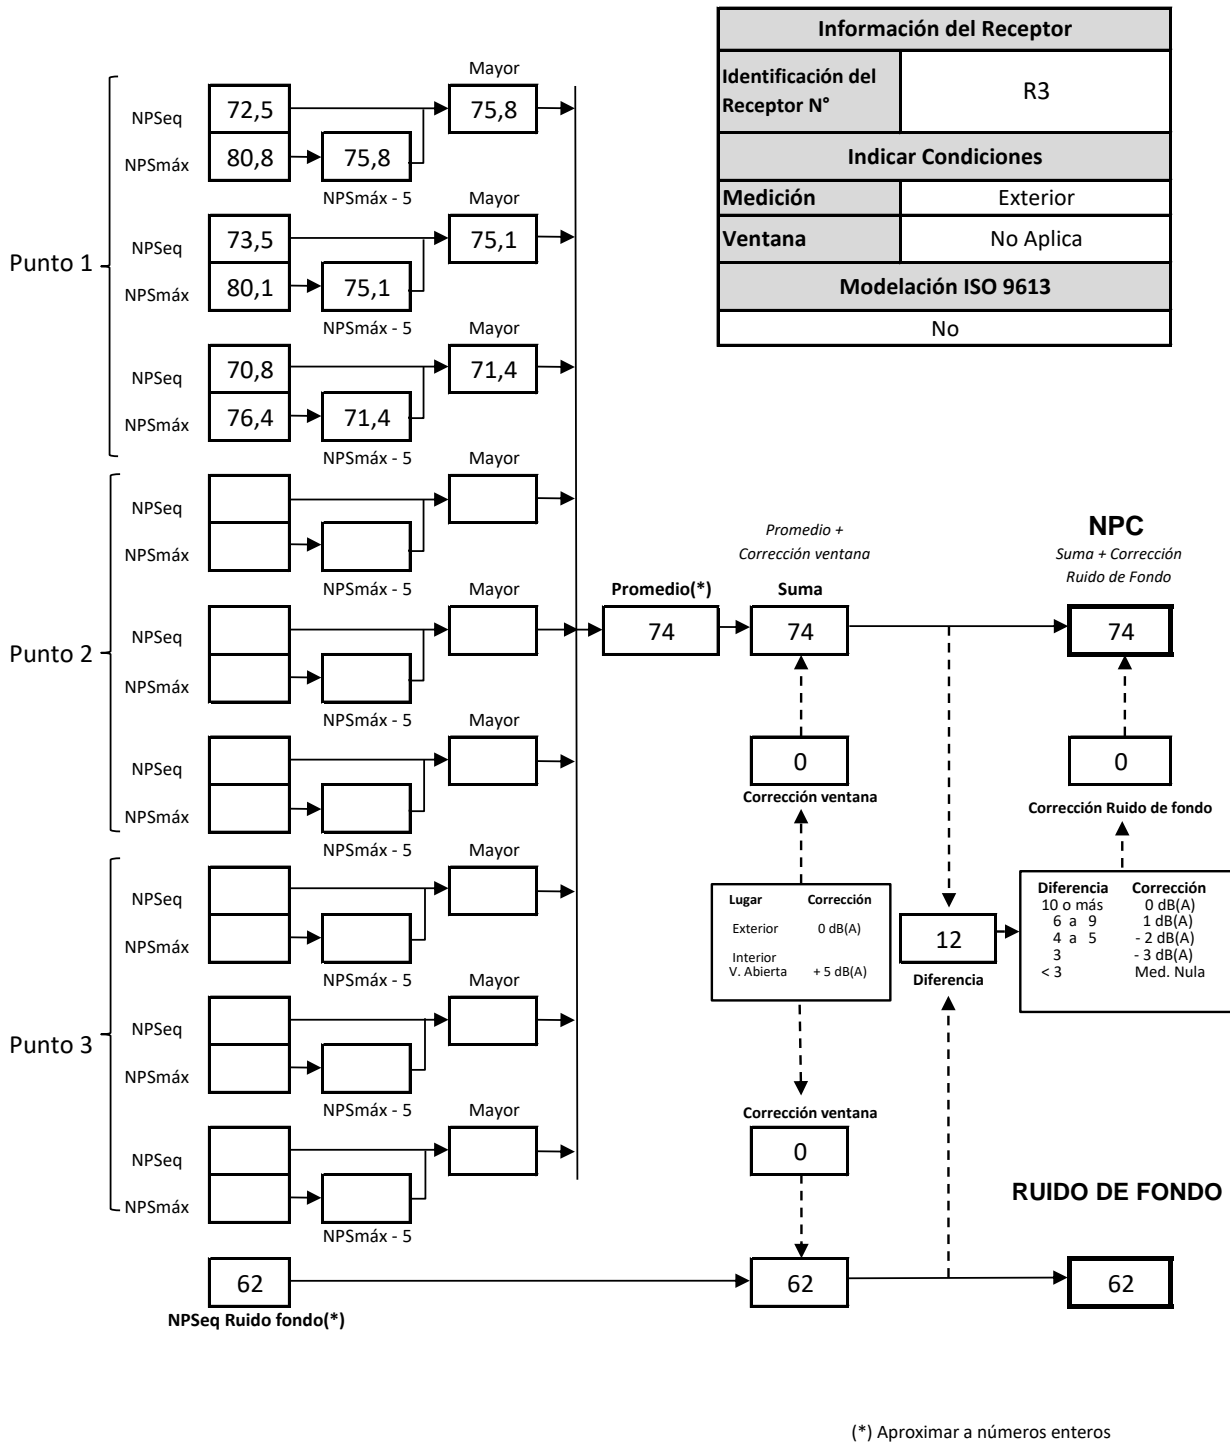 Información del Receptor
Identificación del Receptor N° R3
Indicar Condiciones
Medición Exterior
Ventana No Aplica
Modelación ISO 9613
No
Punto 1
Mayor
NPSeq 72,5 75,8
NPSmáx 80,8 75,8
NPSmáx - 5
Mayor
NPSeq 73,5 75,1
NPSmáx 80,1 75,1
NPSmáx - 5
Mayor
NPSeq 70,8 71,4
NPSmáx 76,4 71,4
NPSmáx - 5
Punto 2
Mayor
NPSeq
NPSmáx
NPSmáx - 5
Mayor
NPSeq
NPSmáx
NPSmáx - 5
Mayor
NPSeq
NPSmáx
NPSmáx - 5
Punto 3
Mayor
NPSeq
NPSmáx
NPSmáx - 5
Mayor
NPSeq
NPSmáx
NPSmáx - 5
Mayor
NPSeq
NPSmáx
NPSmáx - 5
62
NPSeq Ruido fondo(*)
Promedio(*)
74
Promedio +
Corrección ventana
Suma
74
0
Corrección ventana
Lugar Corrección
Exterior 0 dB(A)
Interior
V. Abierta + 5 dB(A)
Corrección ventana
0
62
12
Diferencia
NPC
Suma + Corrección
Ruido de Fondo
74
0
Corrección Ruido de fondo
Diferencia Corrección
10 o más 0 dB(A)
6 a 9 1 dB(A)
4 a 5 - 2 dB(A)
3 - 3 dB(A)
< 3 Med. Nula
RUIDO DE FONDO
62
(*) Aproximar a números enteros